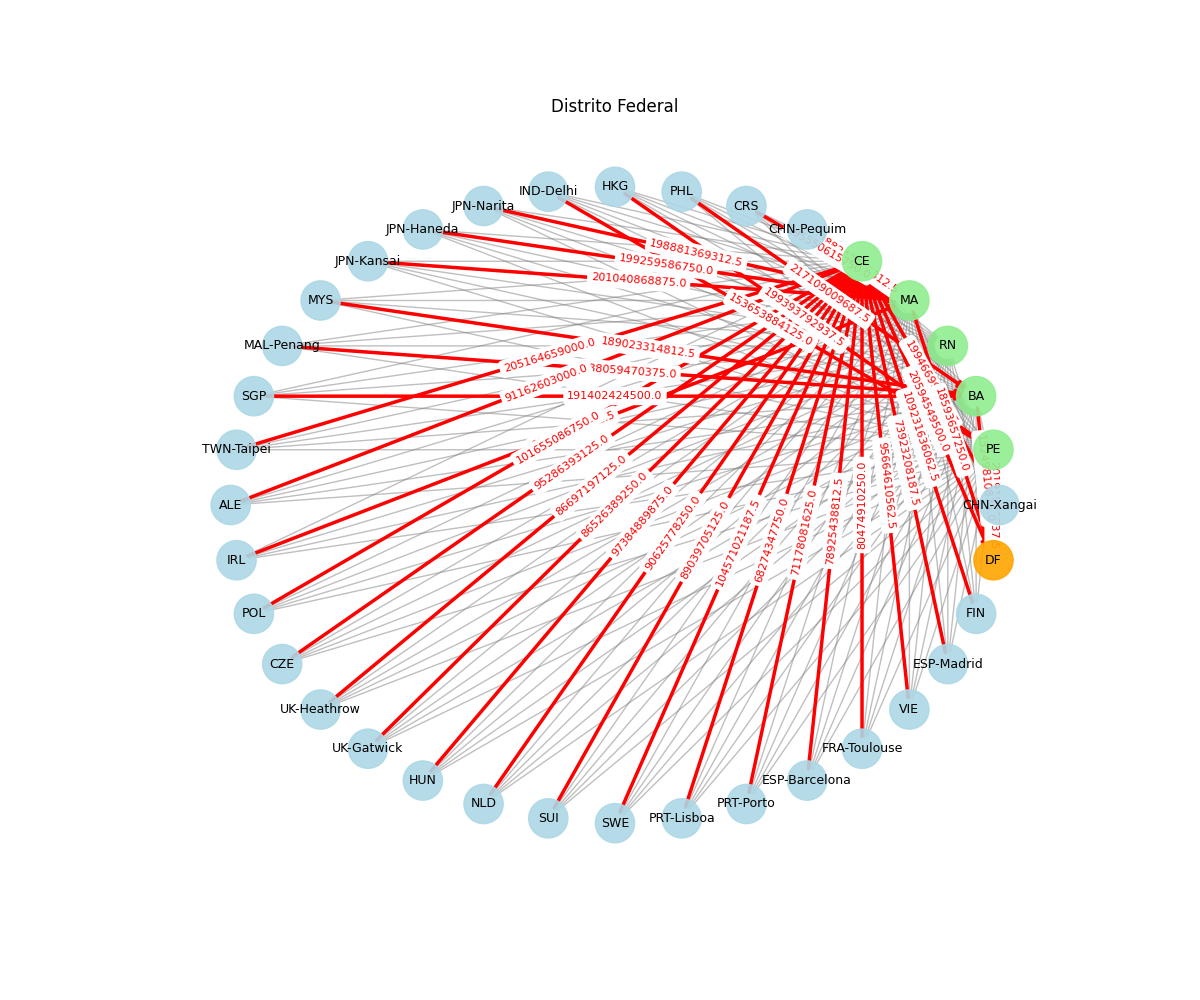 Distrito Federal
HKG
IND-Delhi
PHL
JPN-Narita
CRS
JPN-Haneda
CHN-Pequim
JPN-Kansai
CE
MYS
MA
MAL-Penang
RN
SGP
BA
TWN-Taipei
PE
ALE
CHN-Xangai
IRL
DF
POL
FIN
CZE
ESP-Madrid
UK-Heathrow
VIE
UK-Gatwick
FRA-Toulouse
HUN
ESP-Barcelona
NLD
PRT-Porto
SUI
PRT-Lisboa
SWE
198881369312.5
199259586750.0
201040868875.0
217109009687.5
199393792937.5
153653884125.0
189023314812.5
205164659000.0
91162603000.0
191402424500.0
101655086750.0
95286393125.0
86697197125.0
86526389250.0
97384889875.0
90625778250.0
89039705125.0
104571021187.5
68274347750.0
71178081625.0
78925438812.5
80474910250.0
95664610562.5
73923208187.5
109231636062.5
20594549500.0
185936577250.0